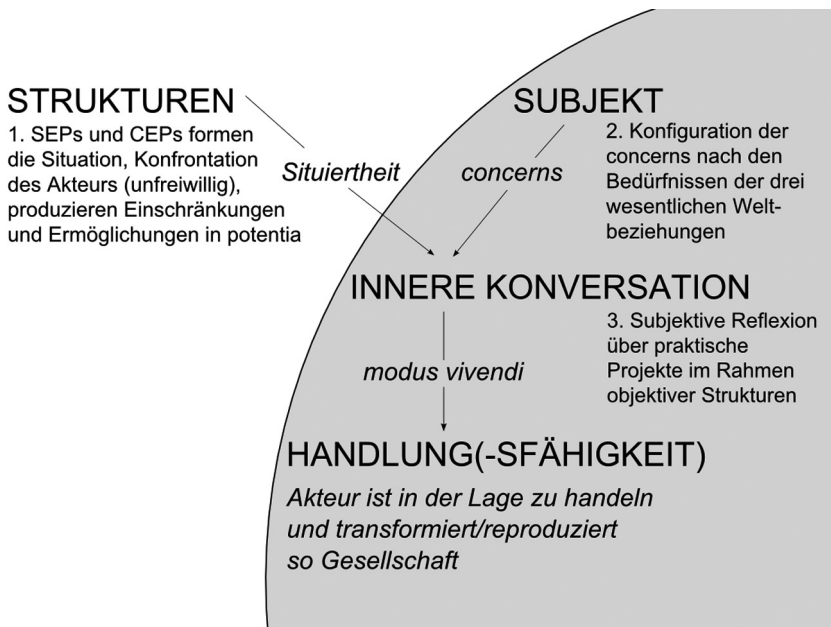 STRUKTUREN
1. SEPs und CEPs formen
die Situation, Konfrontation
des Akteurs (unfreiwillig),
produzieren Einschränkungen
und Ermöglichungen in potentia
Situiertheit
SUBJEKT
2. Konfiguration der
concerns nach den
Bedürfnissen der drei
wesentlichen Welt-
beziehungen
concerns
INNERE KONVERSATION
3. Subjektive Reflexion
über praktische
Projekte im Rahmen
objektiver Strukturen
modus vivendi
HANDLUNG(-SFÄHIGKEIT)
Akteur ist in der Lage zu handeln
und transformiert/reproduziert
so Gesellschaft